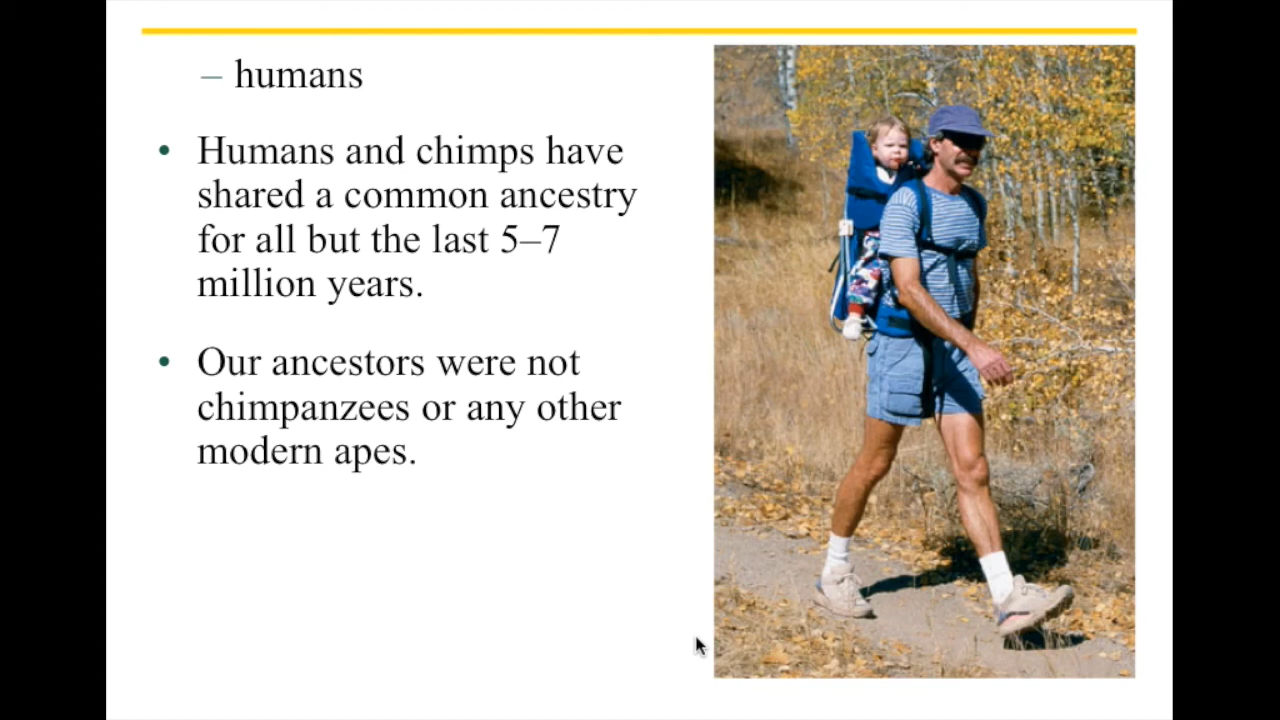 – humans
• Humans and chimps have
shared a common ancestry
for all but the last 5–7
million years.
• Our ancestors were not
chimpanzees or any other
modern apes.